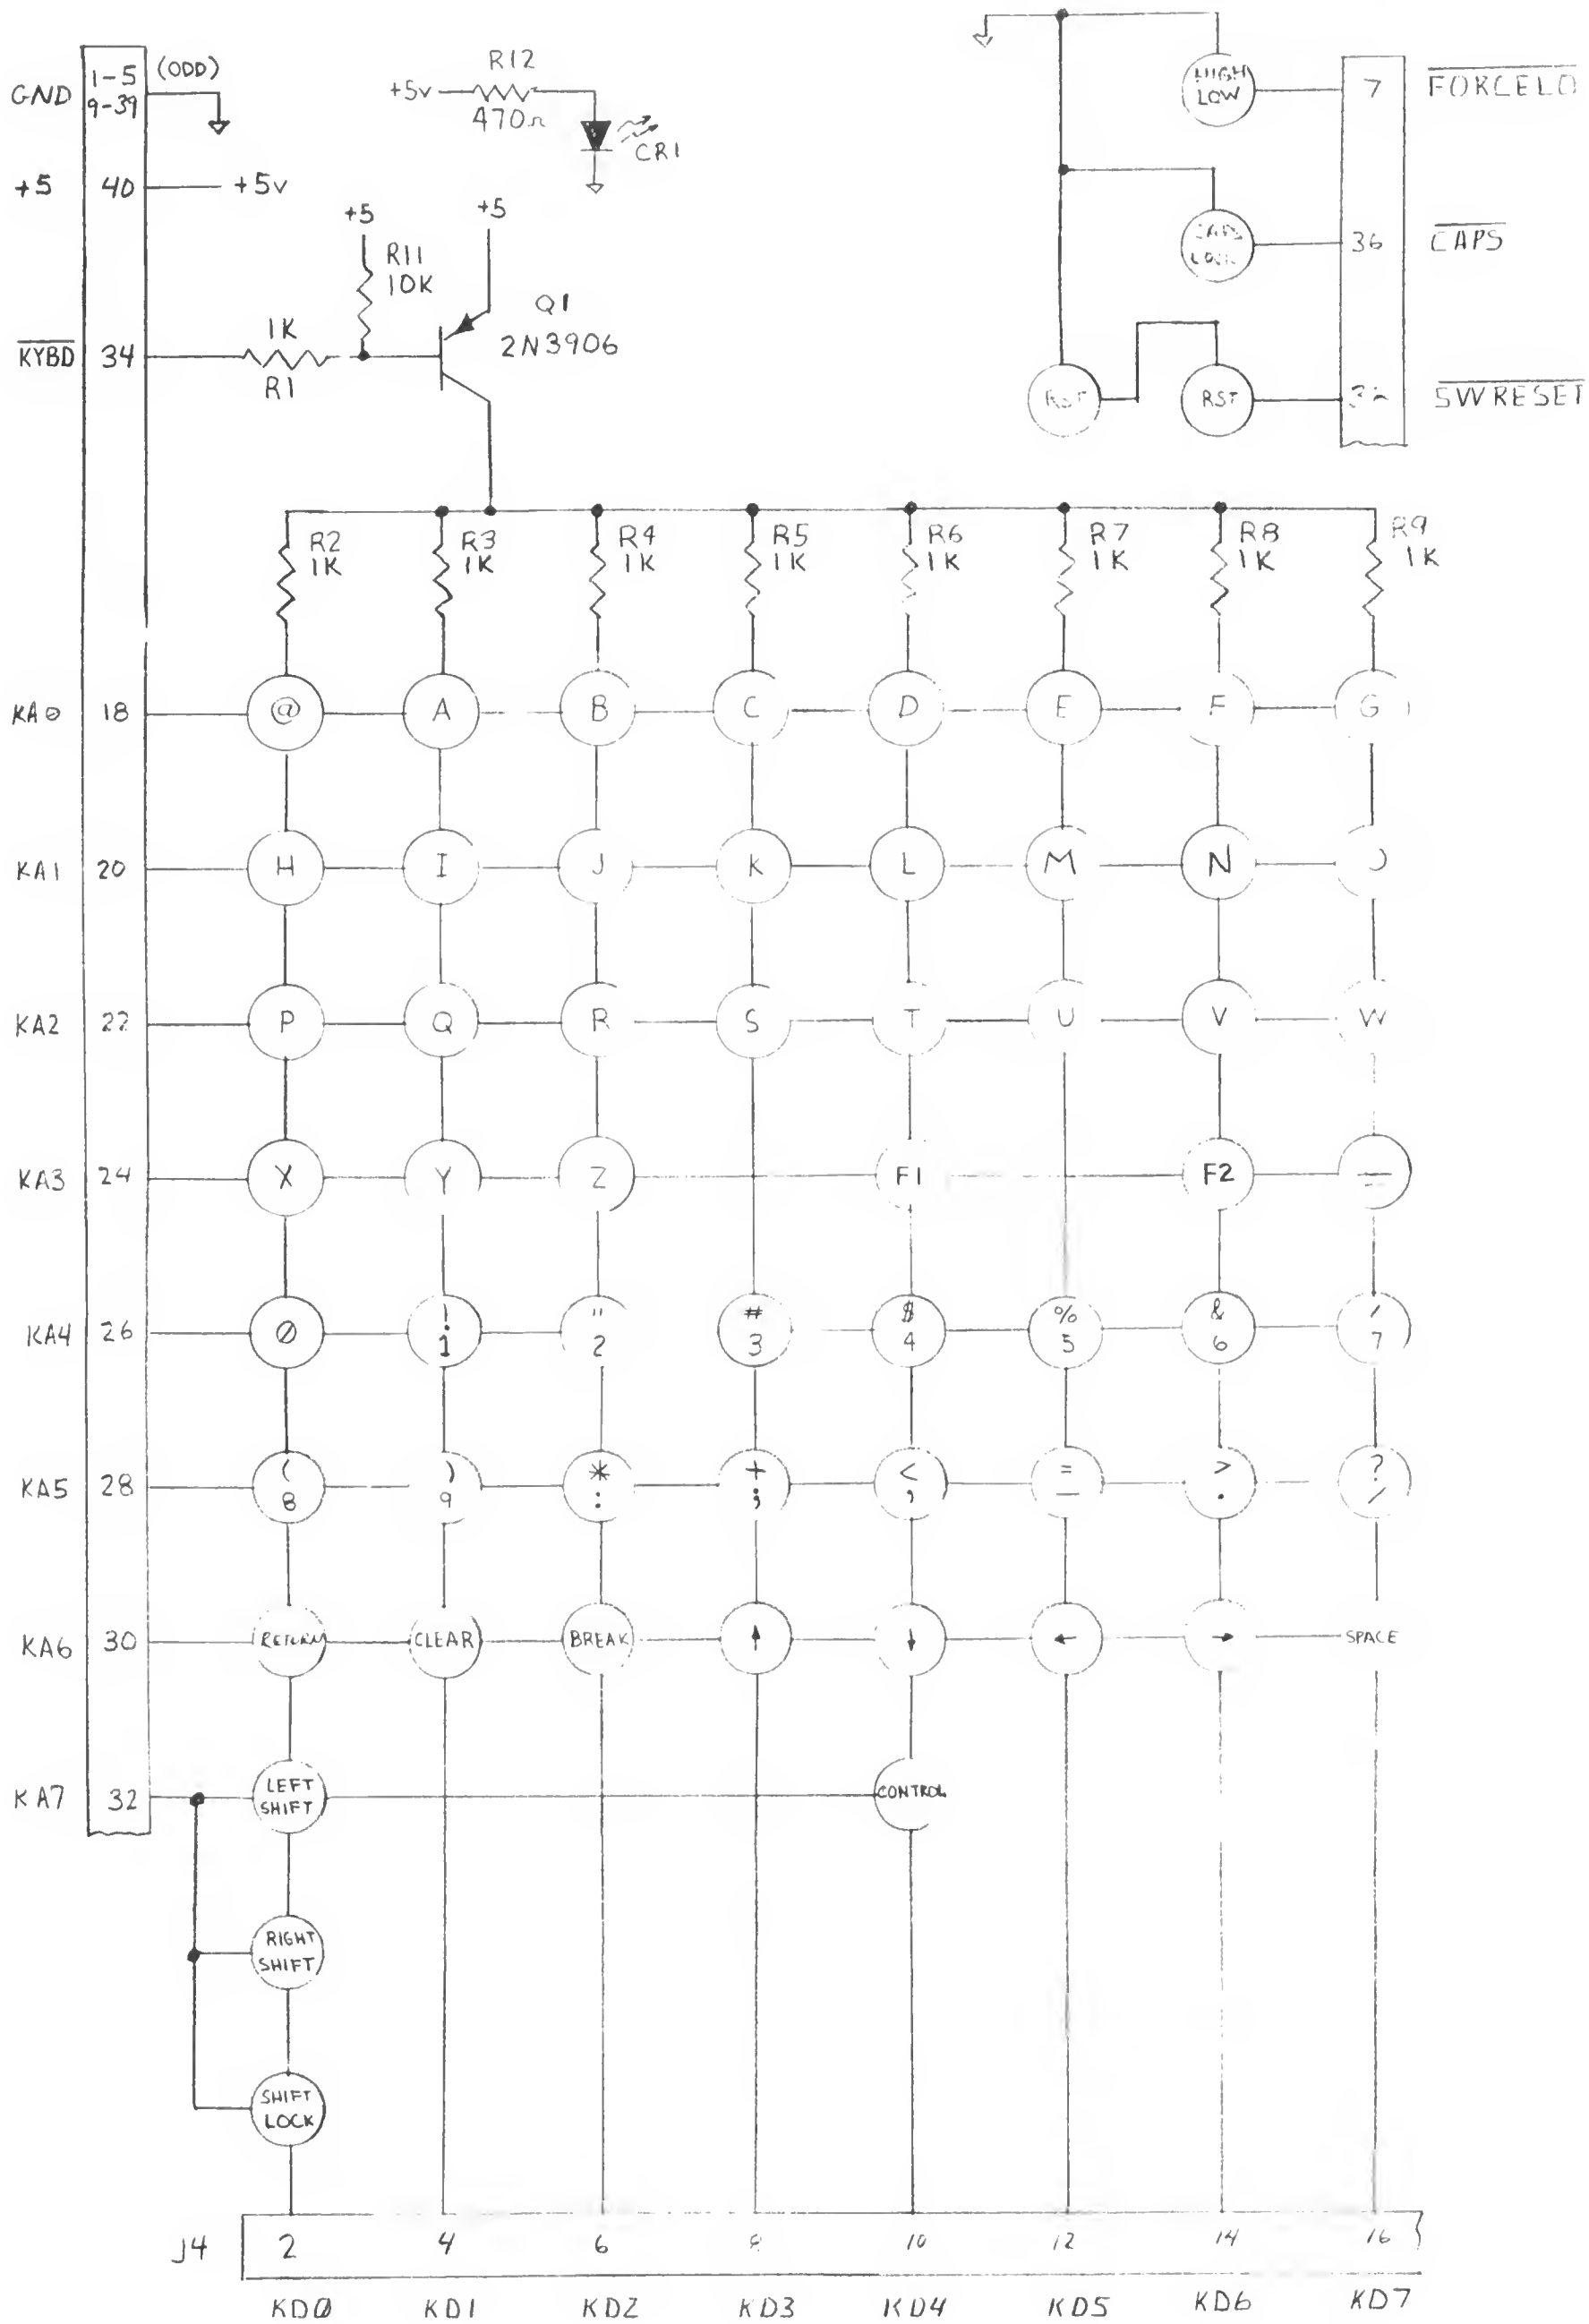 1-5 (ODD)
GND 9-39
+5 40 +5v
R12
+5v
470Ω
CR1
+5 +5
R11
10K
Q1
2N3906
KYBD 34
1K
R1
HIGH
LOW
7 FORCELO
CAPS
LOCK
36 CAPS
RST RST SWRESET
R2 R3 R4 R5 R6 R7 R8 R9
1K 1K 1K 1K 1K 1K 1K 1K
KA0 18 @ A B C D E F G
KA1 20 H I J K L M N
KA2 22 P Q R S T U V W
KA3 24 X Y Z F1 F2
! " # $ % & '
KA4 26 0 1 2 3 4 5 6 7
( ) * + < = > ?
KA5 28 8 9 : ; , — . /
KA6 30 RETURN CLEAR BREAK ↑ ↓ ← → SPACE
KA7 32 LEFT SHIFT CONTROL
RIGHT
SHIFT
SHIFT
LOCK
J4 2 4 6 8 10 12 14 16
KD0 KD1 KD2 KD3 KD4 KD5 KD6 KD7